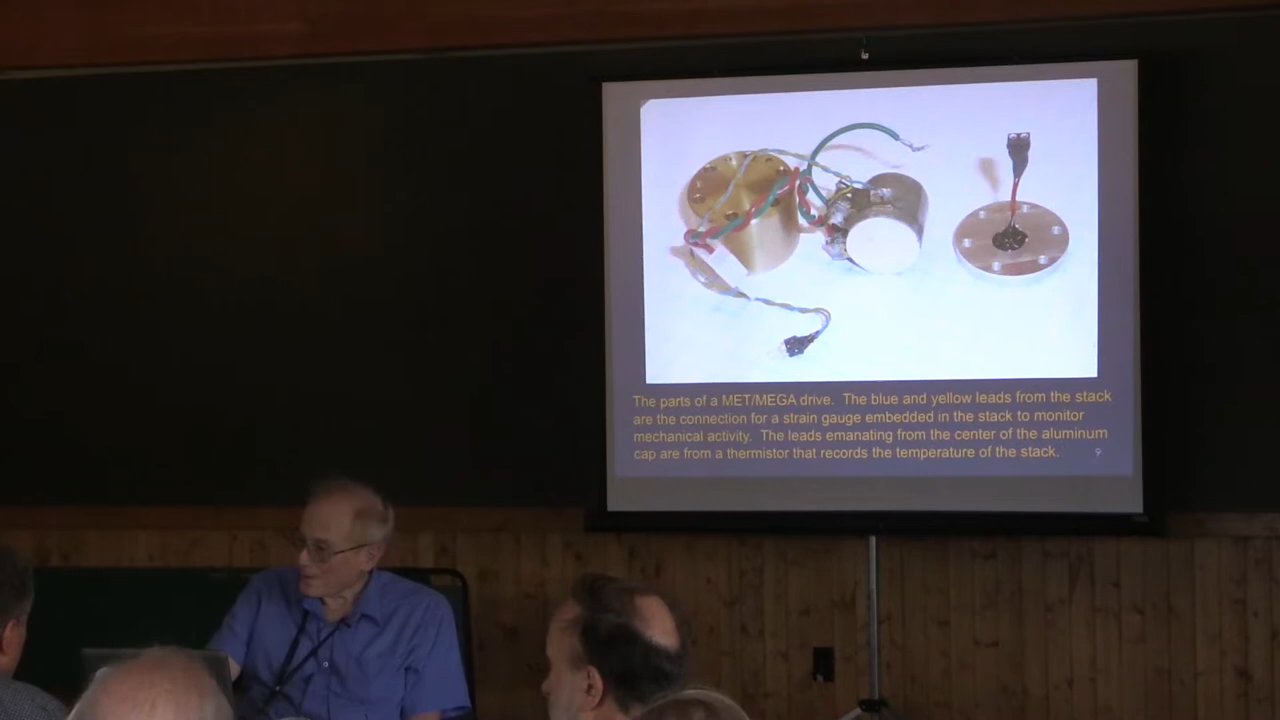 The parts of a MET/MEGA drive. The blue and yellow leads from the stack
are the connection for a strain gauge embedded in the stack to monitor
mechanical activity. The leads emanating from the center of the aluminum
cap are from a thermistor that records the temperature of the stack.
9